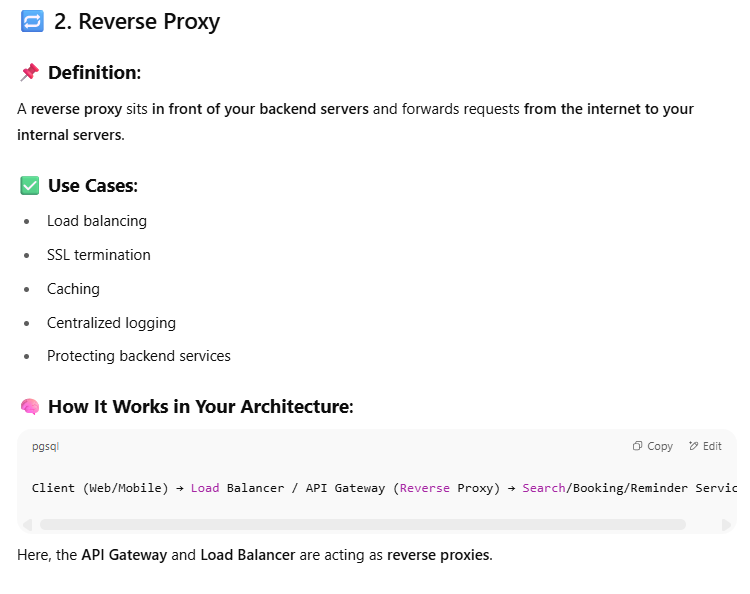 2. Reverse Proxy
Definition:
A reverse proxy sits in front of your backend servers and forwards requests from the internet to your
internal servers.
Use Cases:
Load balancing
SSL termination
Caching
Centralized logging
Protecting backend services
How It Works in Your Architecture:
pgsql
Copy Edit
Client (Web/Mobile) → Load Balancer / API Gateway (Reverse Proxy) → Search/Booking/Reminder Servic
Here, the API Gateway and Load Balancer are acting as reverse proxies.